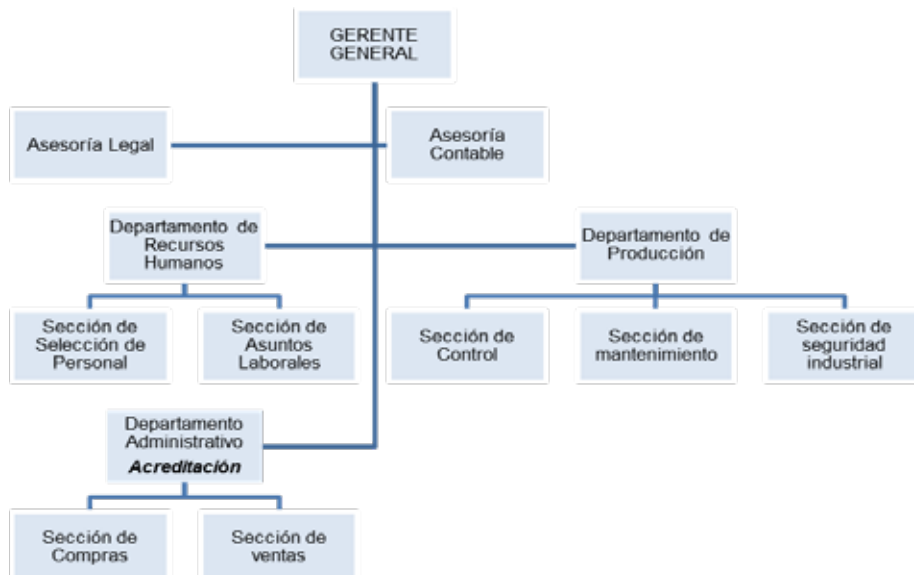 GERENTE
GENERAL
Asesoría Legal
Asesoría
Contable
Departamento de
Recursos
Humanos
Departamento de
Producción
Sección de
Selección de
Personal
Sección de
Asuntos
Laborales
Sección de
Control
Sección de
mantenimiento
Sección de
seguridad
industrial
Departamento
Administrativo
Acreditación
Sección de
Compras
Sección de
ventas